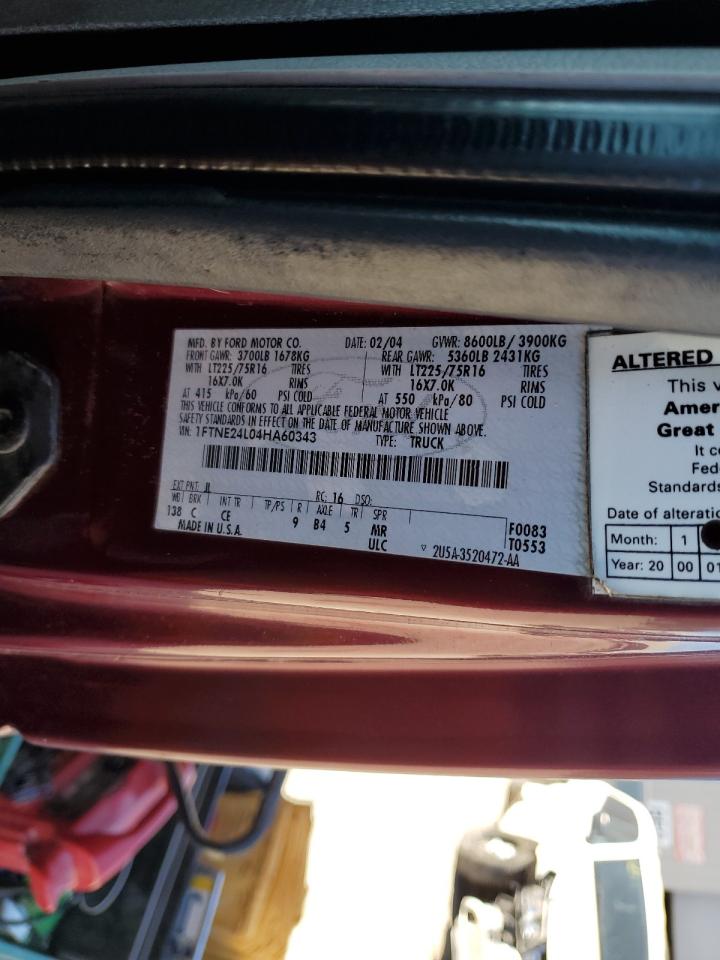 MFD. BY FORD MOTOR CO. DATE: 02/04 GVWR: 8600LB/ 3900KG
FRONT GAWR: 3700LB 1678KG REAR GAWR: 5360LB 2431KG
WITH LT225/75R16 TIRES WITH LT225/75R16 TIRES
16X7.0K RIMS 16X7.0K RIMS
AT 415 kPa/60 PSI COLD AT 550 kPa/80 PSI COLD
THIS VEHICLE CONFORMS TO ALL APPLICABLE FEDERAL MOTOR VEHICLE
SAFETY STANDARDS IN EFFECT ON THE DATE OF MANUFACTURE SHOWN ABOVE.
VIN: 1FTNE24L04HA60343 TYPE: TRUCK
EXT PNT: JL RC: 16 DSO:
WB BRK INT TR TP/PS R AXLE TR SPR
138 C CE 9 B4 5 MR F0083
MADE IN U.S.A. ULC 2U5A-3520472-AA T0553
ALTERED
This v
Amer
Great
It co
Fede
Standards
Date of alteratio
Month: 1
Year: 20 00 01